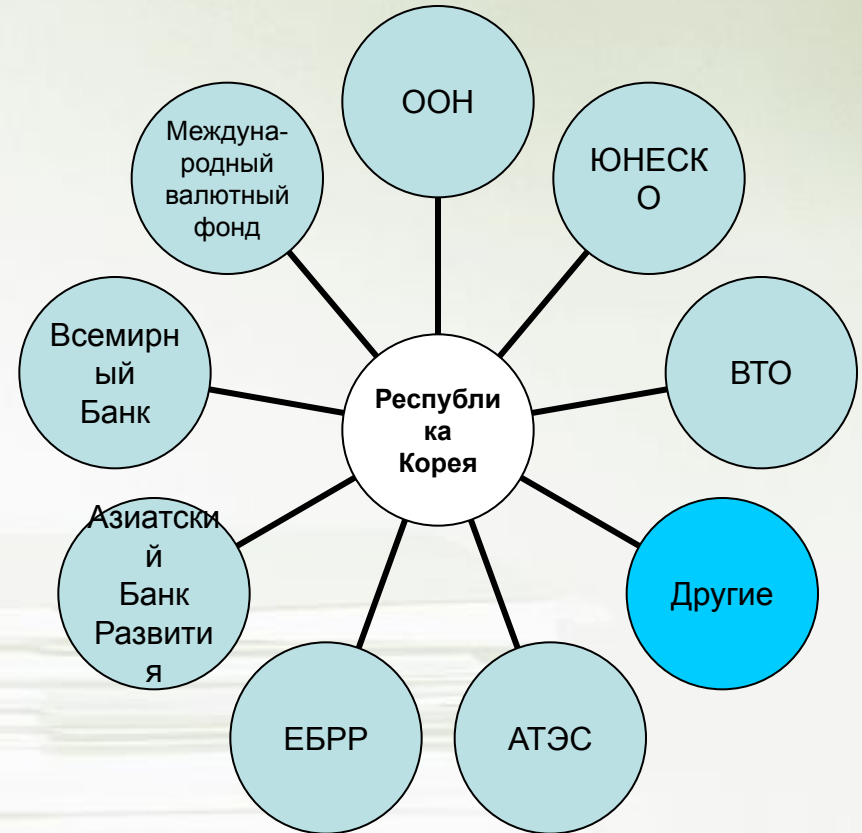 ООН
Междуна-
родный
валютный
фонд
ЮНЕСК
О
Всемирн
ый
Банк
ВТО
Республи
ка
Корея
Азиатски
й
Банк
Развити
я
Другие
ЕБРР
АТЭС